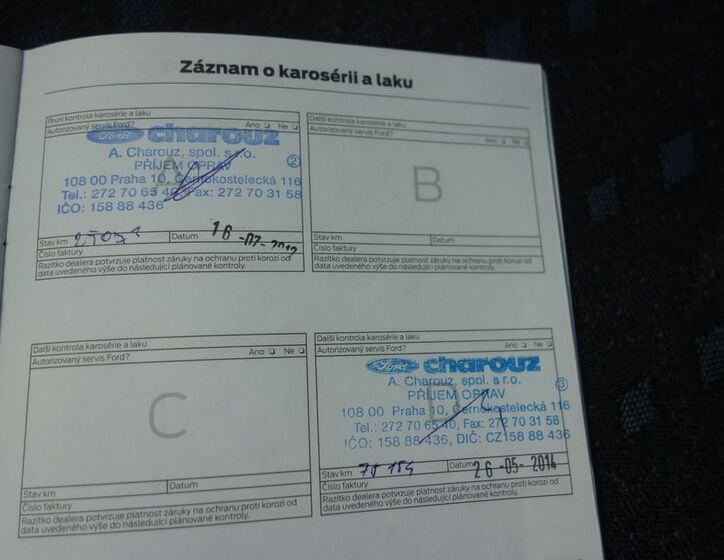 Záznam o karosérii a laku
První kontrola karosérie a laku
Autorizovaný servis Ford? Ano ❏ Ne ❏
Ford charouz
A. Charouz, spol. s r.o. ②
PŘÍJEM OPRAV
108 00 Praha 10, Černokostelecká 116
Tel.: 272 70 65 40, Fax: 272 70 31 58
IČO: 158 88 436
A
Stav km Datum 16 -07- 2012
Číslo faktury
Razítko dealera potvrzuje platnost záruky na ochranu proti korozi od
data uvedeného výše do následující plánované kontroly.
Další kontrola karosérie a laku
Autorizovaný servis Ford? Ano ❏ Ne ❏
B
Stav km Datum
Číslo faktury
Razítko dealera potvrzuje platnost záruky na ochranu proti korozi od
data uvedeného výše do následující plánované kontroly.
Další kontrola karosérie a laku
Autorizovaný servis Ford? Ano ❏ Ne ❏
C
Stav km Datum
Číslo faktury
Razítko dealera potvrzuje platnost záruky na ochranu proti korozi od
data uvedeného výše do následující plánované kontroly.
Další kontrola karosérie a laku
Autorizovaný servis Ford? Ano ❏ Ne ❏
Ford charouz
A. Charouz, spol. s r.o. ③
PŘÍJEM OPRAV
108 00 Praha 10, Černokostelecká 116
Tel.: 272 70 65 40, Fax: 272 70 31 58
IČO: 158 88 436, DIČ: CZ158 88 436
D
Stav km Datum 26 -05- 2014
Číslo faktury
Razítko dealera potvrzuje platnost záruky na ochranu proti korozi od
data uvedeného výše do následující plánované kontroly.